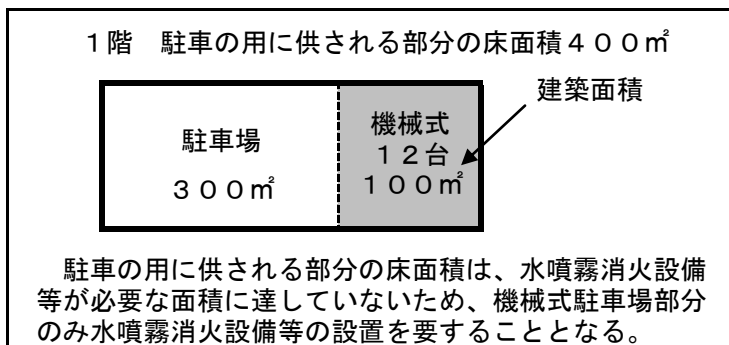 1階 駐車の用に供される部分の床面積400㎡
建築面積
駐車場
300㎡
機械式
12台
100㎡
駐車の用に供される部分の床面積は、水噴霧消火設備
等が必要な面積に達していないため、機械式駐車場部分
のみ水噴霧消火設備等の設置を要することとなる。